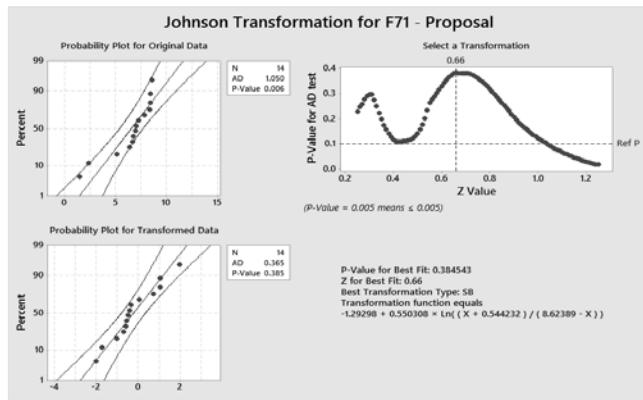 Johnson Transformation for F71 - Proposal
Probability Plot for Original Data
Percent
99
90
50
10
1
0
5
10
15
N 14
AD 1.050
P-Value 0.006
Select a Transformation
0.66
P-Value for AD test
0.4
0.3
0.2
0.1
0.0
Ref P
0.2
0.4
0.6
0.8
1.0
1.2
Z Value
(P-Value = 0.005 means ≤ 0.005)
Probability Plot for Transformed Data
Percent
99
90
50
10
1
-4
-2
0
2
N 14
AD 0.365
P-Value 0.385
P-Value for Best Fit: 0.384543
Z for Best Fit: 0.66
Best Transformation Type: SB
Transformation function equals
-1.29298 + 0.550308 × Ln( ( X + 0.544232 ) / ( 8.62389 - X ) )